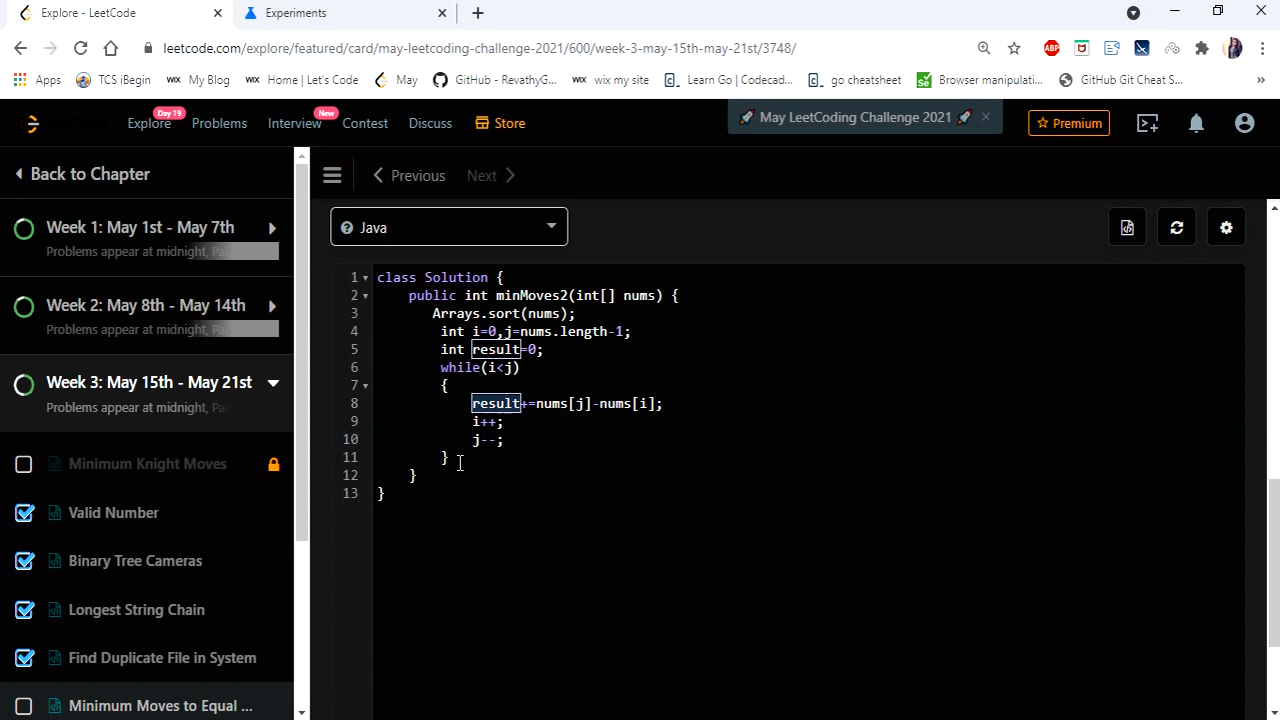 Explore - LeetCode
Experiments
leetcode.com/explore/featured/card/may-leetcoding-challenge-2021/600/week-3-may-15th-may-21st/3748/
ABP
Apps TCS iBegin WIX My Blog WIX Home | Let's Code May GitHub - RevathyG... WIX wix my site Learn Go | Codecad... go cheatsheet Browser manipulati... GitHub Git Cheat S... »
Day 19 New
Explore Problems Interview Contest Discuss Store May LeetCoding Challenge 2021 Premium
Back to Chapter
Previous Next
Week 1: May 1st - May 7th
Problems appear at midnight,
Java
Week 2: May 8th - May 14th
Problems appear at midnight,
Week 3: May 15th - May 21st
Problems appear at midnight,
Minimum Knight Moves
Valid Number
Binary Tree Cameras
Longest String Chain
Find Duplicate File in System
Minimum Moves to Equal ...
1 class Solution {
2 public int minMoves2(int[] nums) {
3 Arrays.sort(nums);
4 int i=0,j=nums.length-1;
5 int result=0;
6 while(i<j)
7 {
8 result+=nums[j]-nums[i];
9 i++;
10 j--;
11 }
12 }
13 }